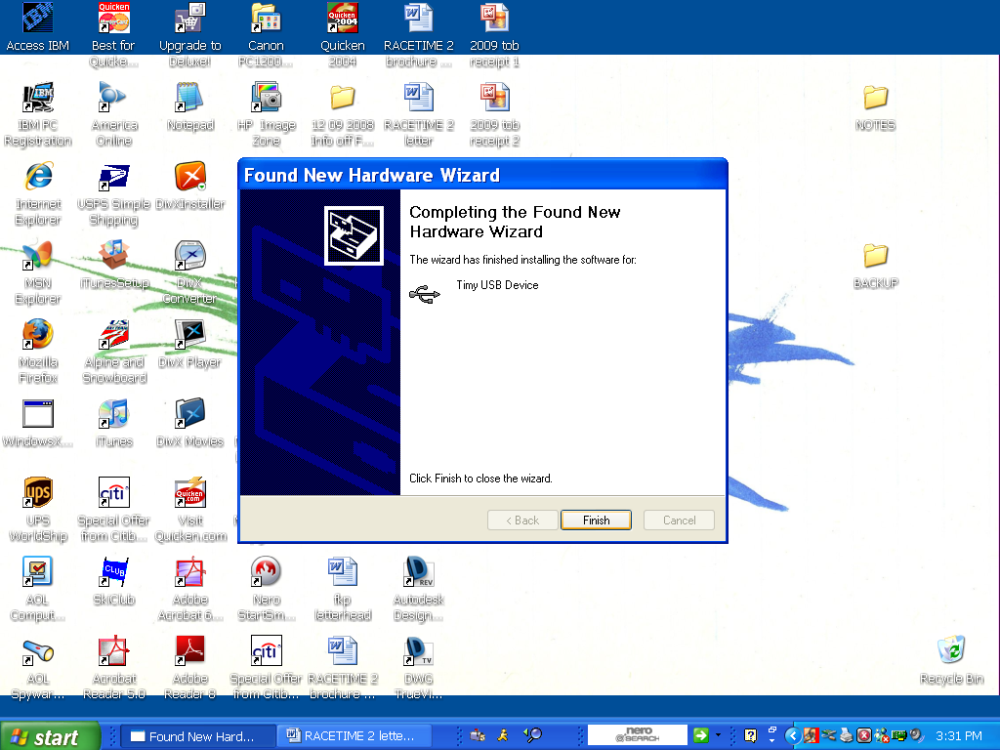 Access IBM
Best for
Quicke...
Upgrade to
Deluxe!
Canon
PC1200...
Quicken
2004
RACETIME 2
brochure ...
2009 tob
receipt 1
IBM PC
Registration
America
Online
Notepad
HP Image
Zone
12 09 2008
Info off F...
RACETIME 2
letter
2009 tob
receipt 2
NOTES
Internet
Explorer
USPS Simple
Shipping
DivXInstaller
MSN
Explorer
iTunesSetup
DivX
Converter
BACKUP
Mozilla
Firefox
Alpine and
Snowboard
DivX Player
WindowsX...
iTunes
DivX Movies
UPS
WorldShip
Special Offer
from Citib...
Visit
Quicken.com
AOL
Comput...
SkiClub
Adobe
Acrobat 6...
Nero
StartSm...
fkp
letterhead
Autodesk
Design...
AOL
Spywar...
Acrobat
Reader 5.0
Adobe
Reader 8
Special Offer
from Citib...
RACETIME 2
brochure ...
DWG
TrueVi...
Recycle Bin
Found New Hardware Wizard
Completing the Found New
Hardware Wizard
The wizard has finished installing the software for:
Timy USB Device
Click Finish to close the wizard.
< Back
Finish
Cancel
start
Found New Hard...
RACETIME 2 lette...
nero
SEARCH
3:31 PM